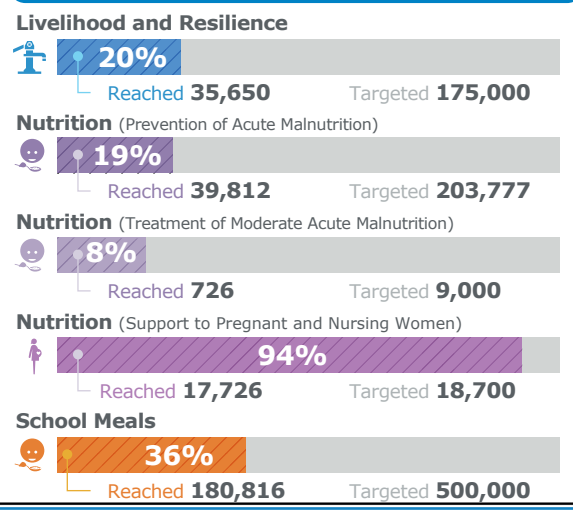 Livelihood and Resilience
20%
Reached 35,650 Targeted 175,000
Nutrition (Prevention of Acute Malnutrition)
19%
Reached 39,812 Targeted 203,777
Nutrition (Treatment of Moderate Acute Malnutrition)
8%
Reached 726 Targeted 9,000
Nutrition (Support to Pregnant and Nursing Women)
94%
Reached 17,726 Targeted 18,700
School Meals
36%
Reached 180,816 Targeted 500,000